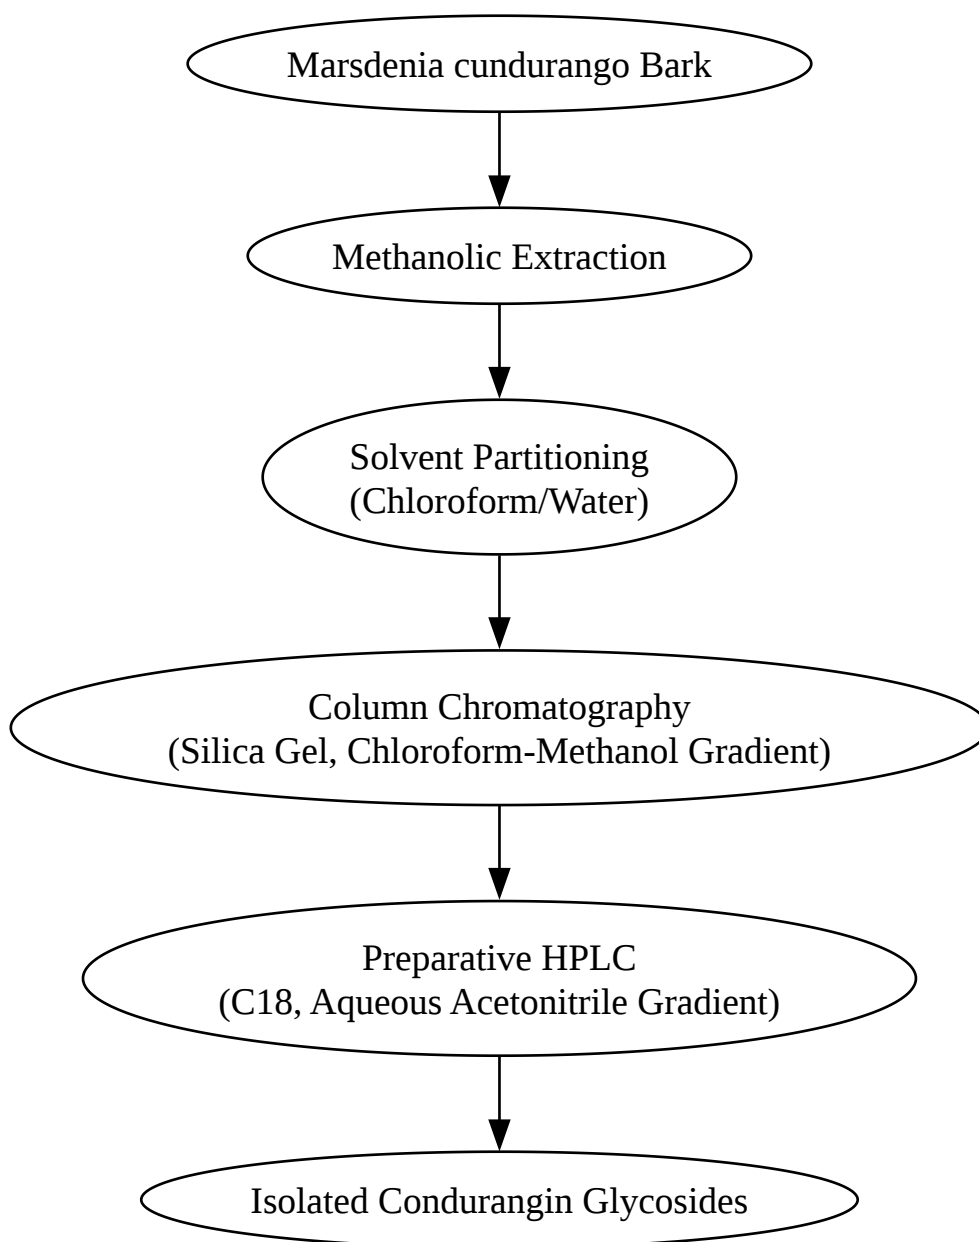 Marsdenia cundurango Bark
Methanolic Extraction
Solvent Partitioning
(Chloroform/Water)
Column Chromatography
(Silica Gel, Chloroform-Methanol Gradient)
Preparative HPLC
(C18, Aqueous Acetonitrile Gradient)
Isolated Condurangin Glycosides